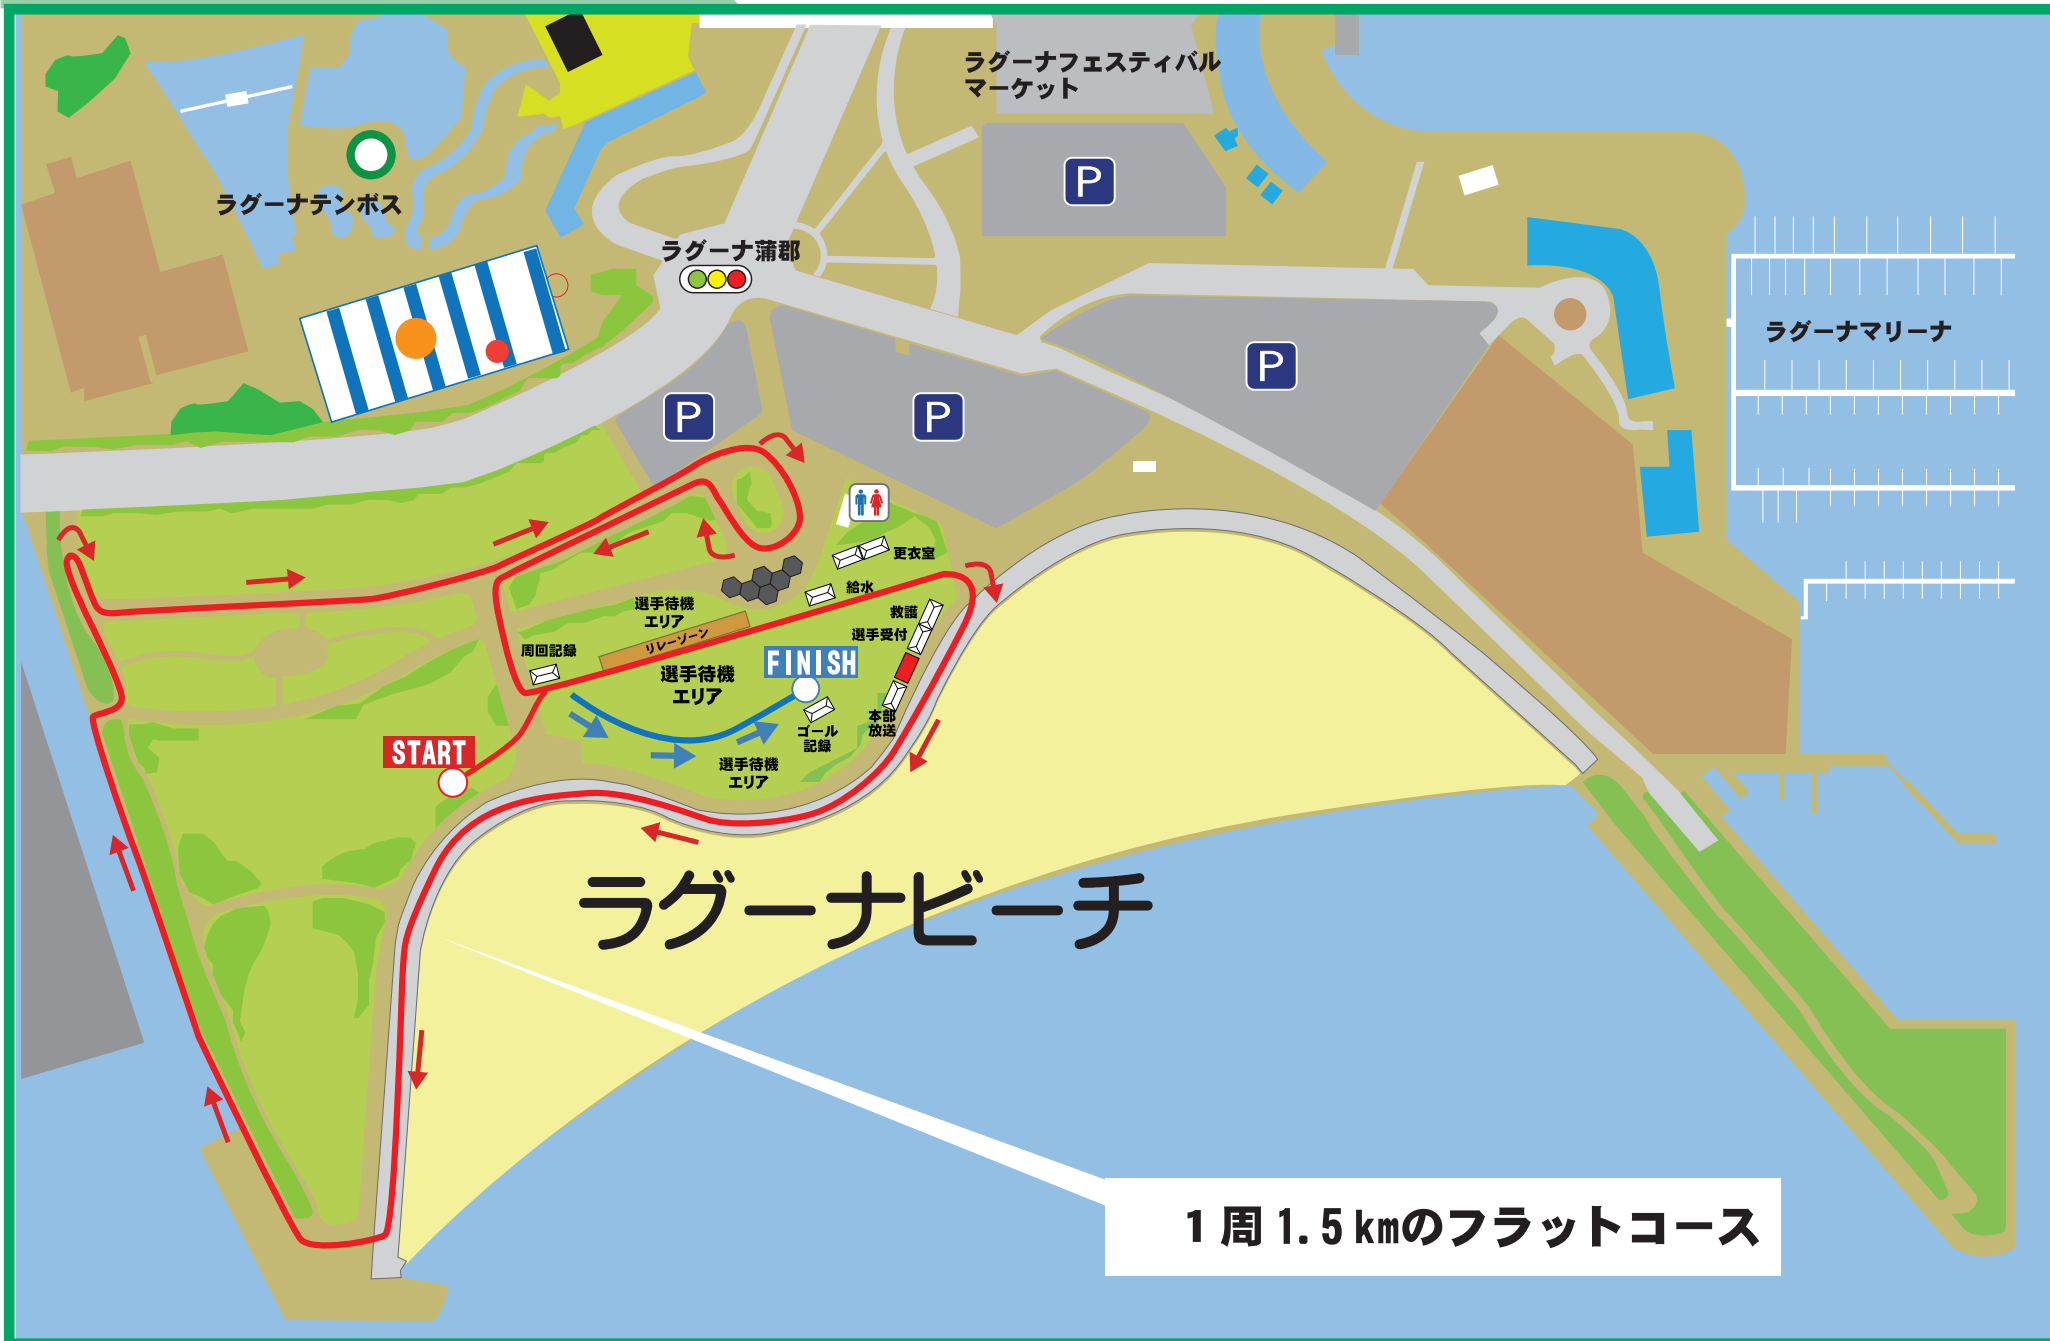 ラグーナフェスティバル
マーケット
P
ラグーナテンボス
ラグーナ蒲郡
ラグーナマリーナ
P
P
P
更衣室
給水
選手待機
エリア
救護
リレーゾーン
選手受付
周回記録
FINISH
選手待機
エリア
本部
放送
ゴール
記録
START
選手待機
エリア
ラグーナビーチ
1周1.5kmのフラットコース